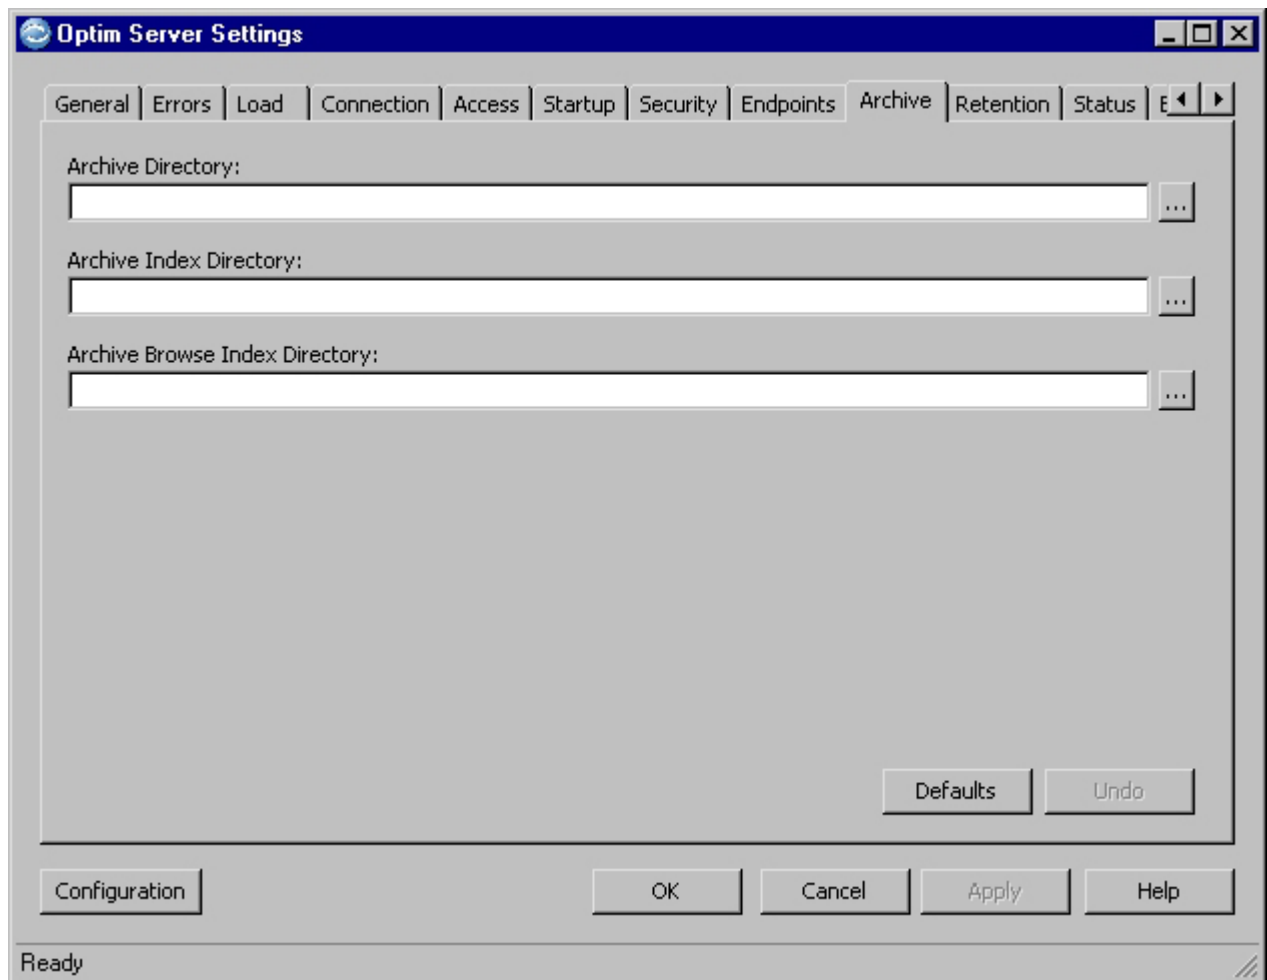 Optim Server Settings
General Errors Load Connection Access Startup Security Endpoints Archive Retention Status
Archive Directory:
...
Archive Index Directory:
...
Archive Browse Index Directory:
...
Defaults Undo
Configuration OK Cancel Apply Help
Ready